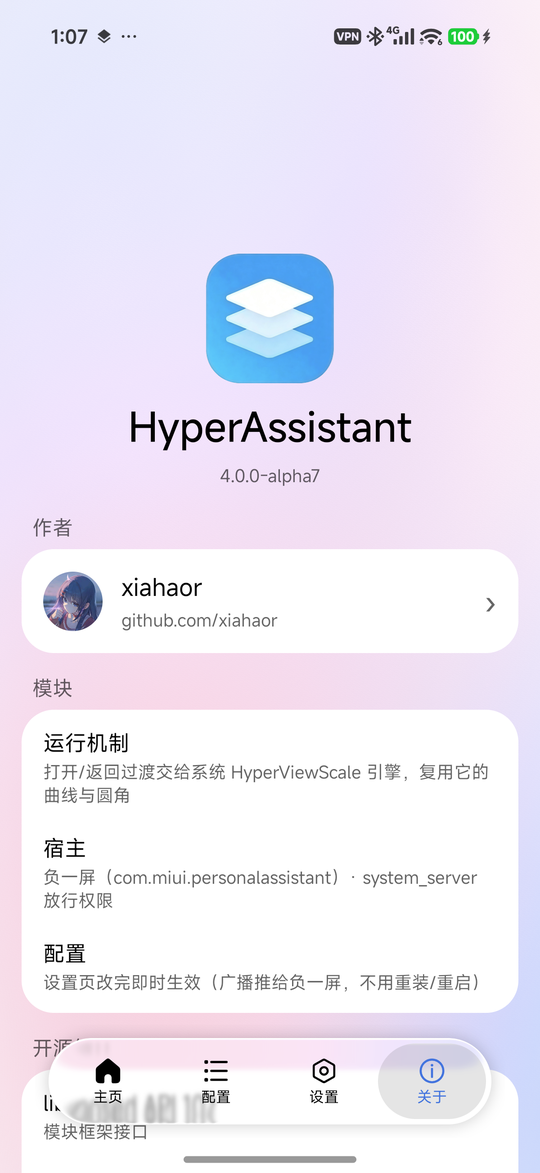 1:07
VPN
4G
6
100
HyperAssistant
4.0.0-alpha7
作者
xiahaor
github.com/xiahaor
模块
运行机制
打开/返回过渡交给系统 HyperViewScale 引擎，复用它的
曲线与圆角
宿主
负一屏（com.miui.personalassistant）· system_server
放行权限
配置
设置页改完即时生效（广播推给负一屏，不用重装/重启）
开源
模块框架接口
主页
配置
设置
关于